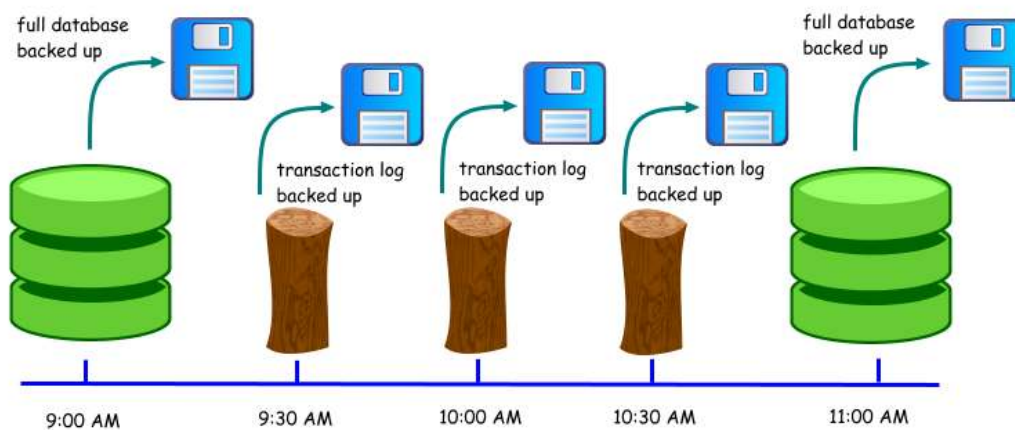 full database
backed up
full database
backed up
transaction log
backed up
transaction log
backed up
transaction log
backed up
9:00 AM
9:30 AM
10:00 AM
10:30 AM
11:00 AM